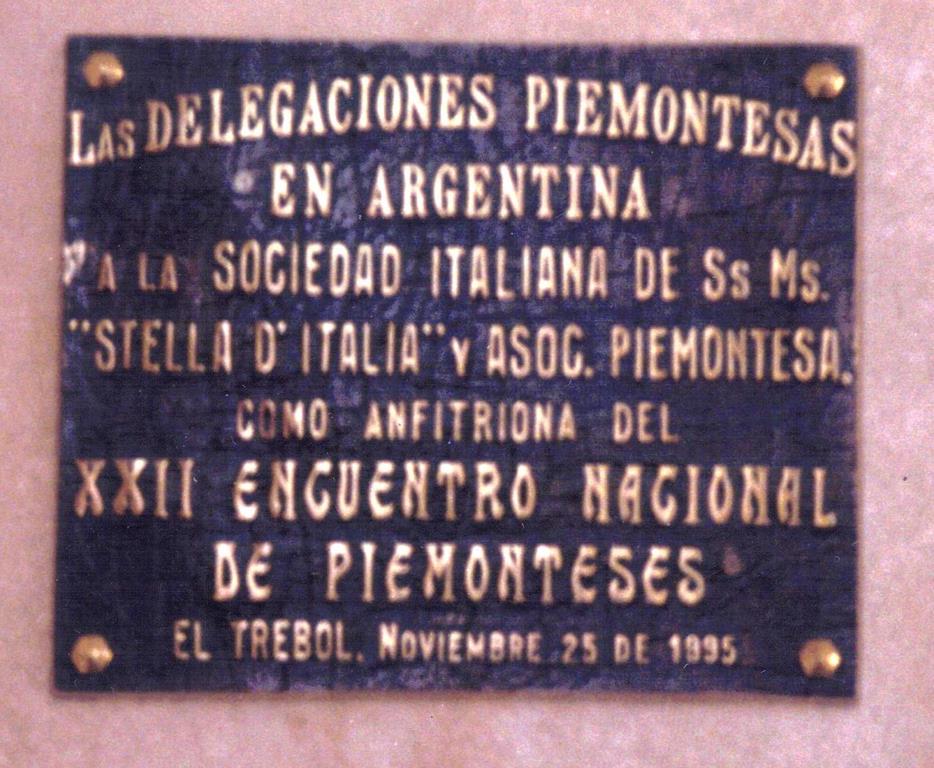 Las DELEGACIONES PIEMONTESAS
EN ARGENTINA
A LA SOCIEDAD ITALIANA DE Ss Ms.
"STELLA D' ITALIA" Y ASOC. PIEMONTESA.
COMO ANFITRIONA DEL
XXII ENCUENTRO NACIONAL
DE PIEMONTESES
EL TREBOL. NOVIEMBRE 25 DE 1995